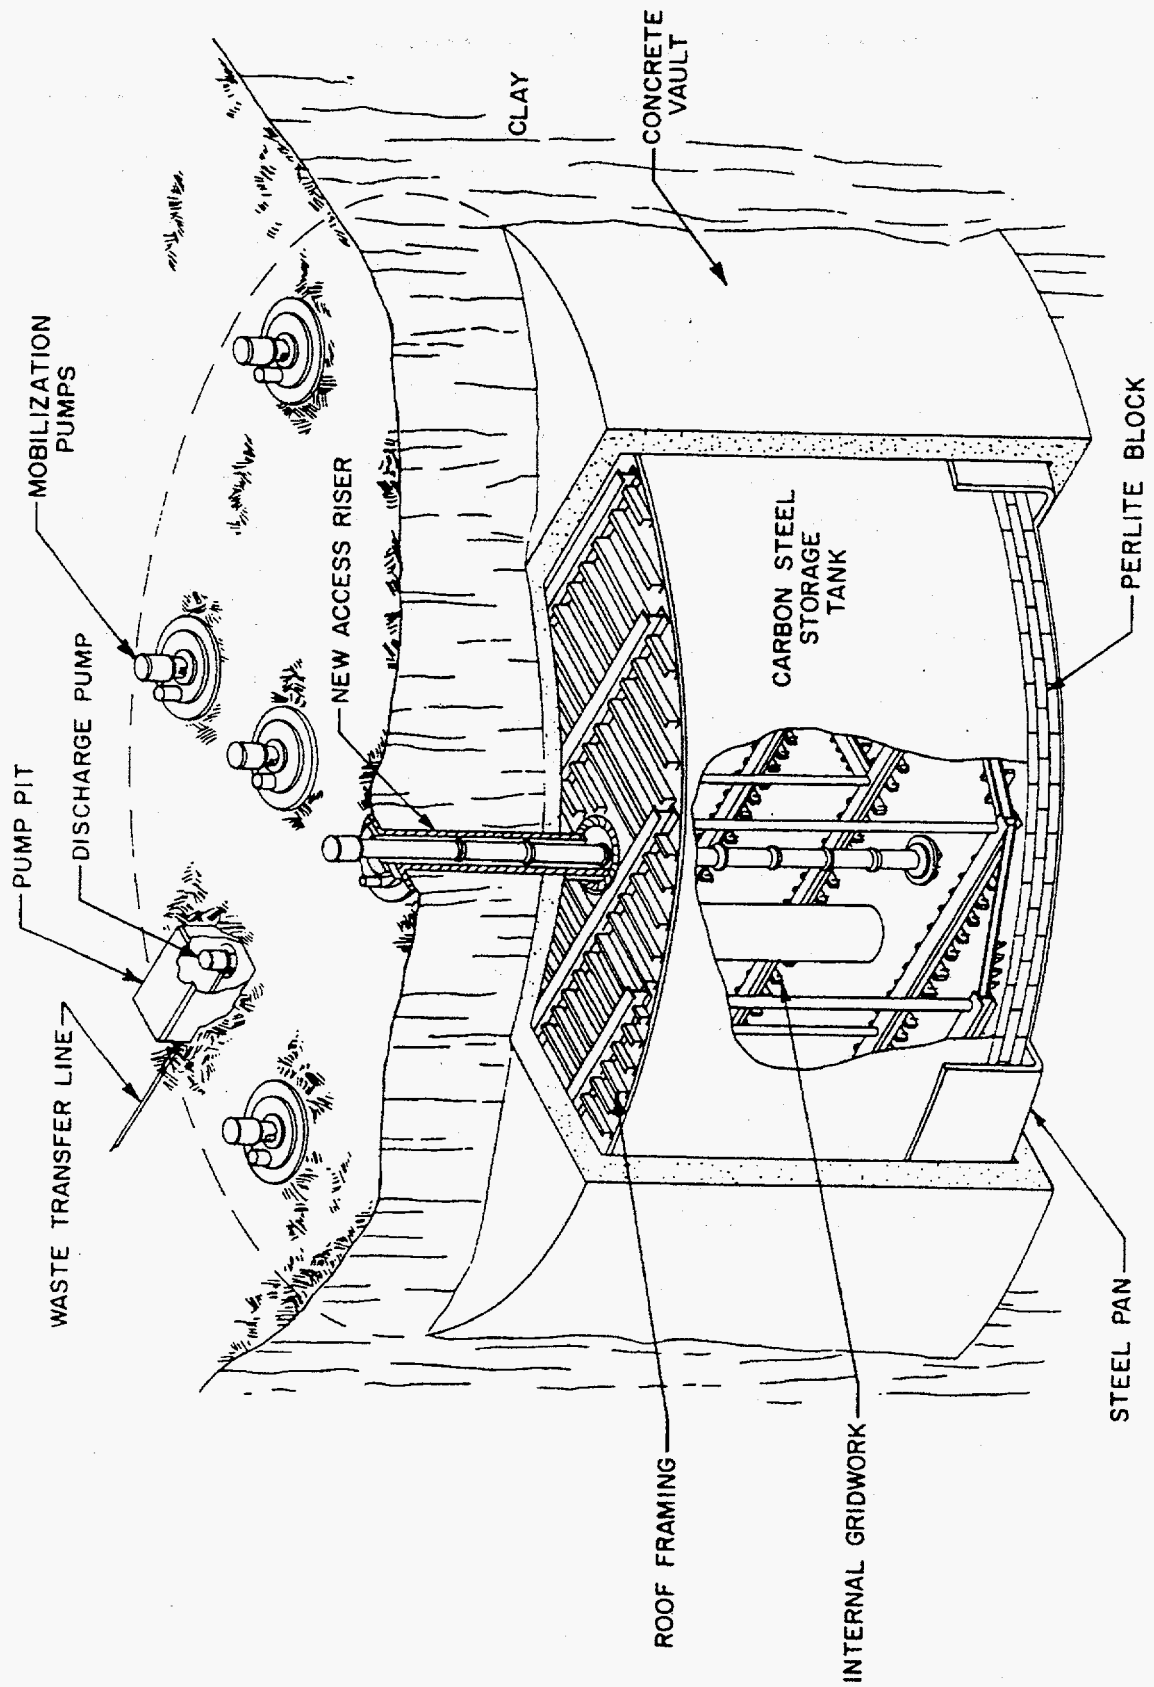 WASTE TRANSFER LINE
PUMP PIT
DISCHARGE PUMP
MOBILIZATION
PUMPS
NEW ACCESS RISER
CLAY
CONCRETE
VAULT
CARBON STEEL
STORAGE
TANK
ROOF FRAMING
INTERNAL GRIDWORK
STEEL PAN
PERLITE BLOCK